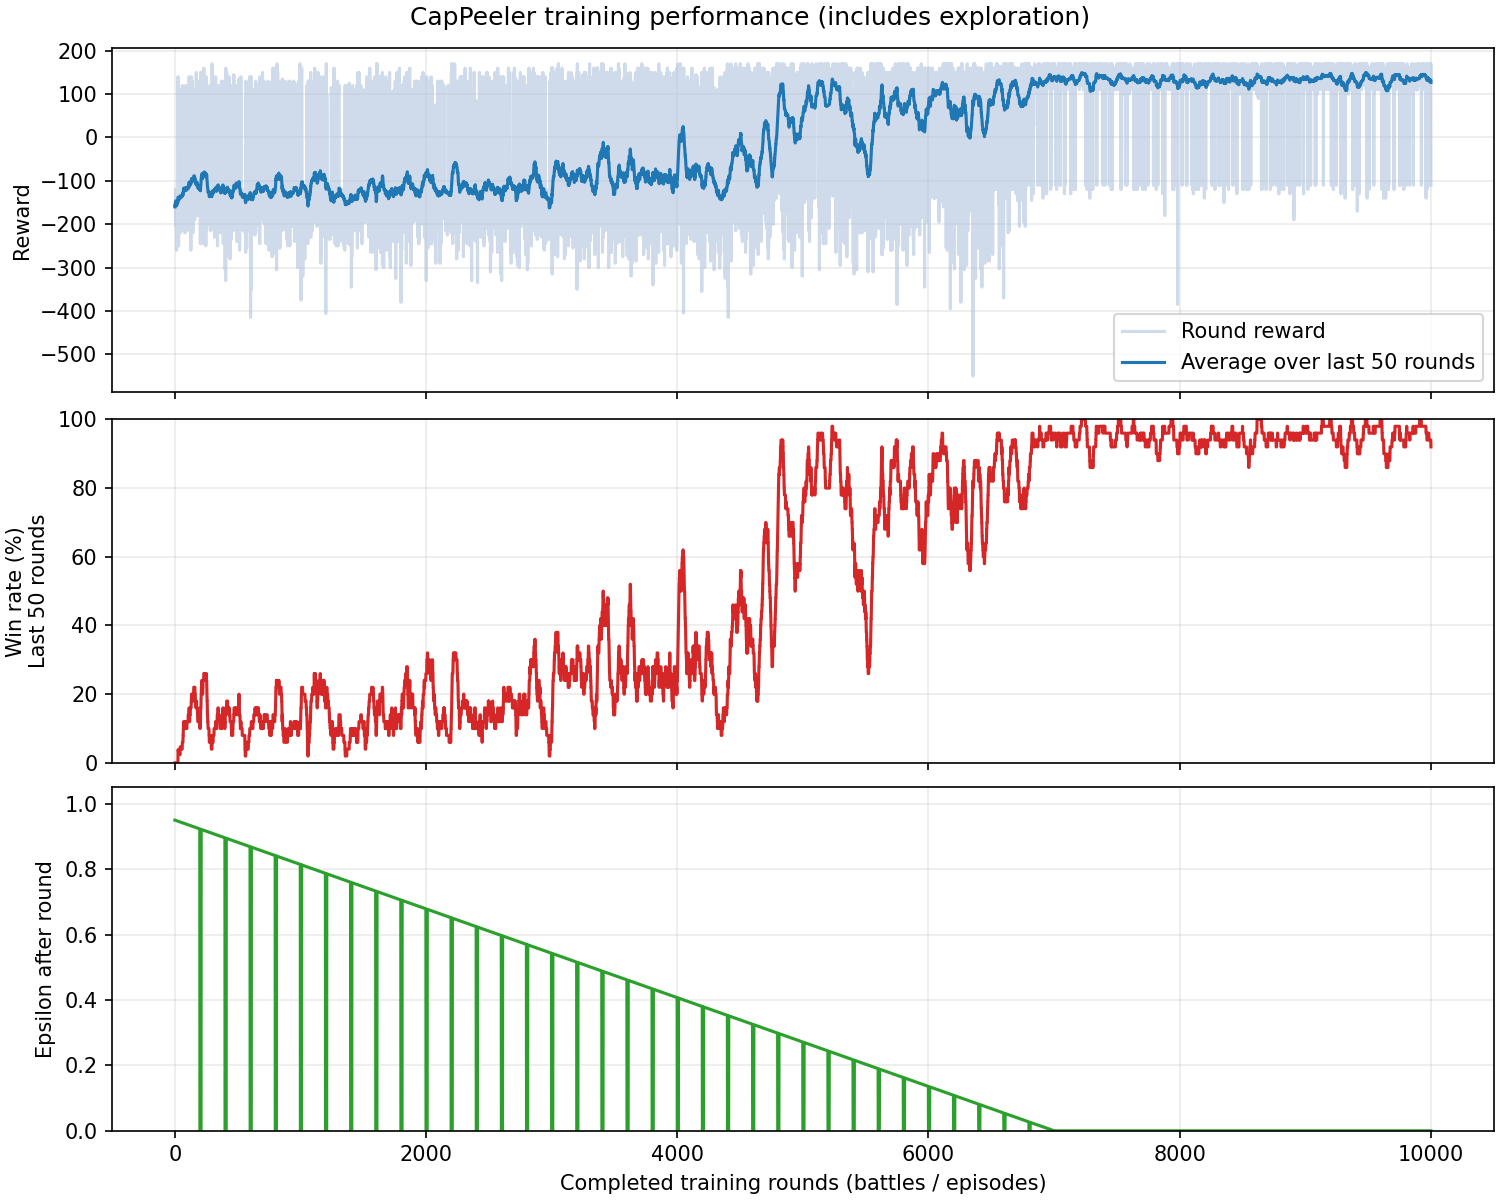 CapPeeler training performance (includes exploration)
200
100
0
−100
−200
−300
−400
−500
Reward
Round reward
Average over last 50 rounds
100
80
60
40
20
0
Win rate (%)
Last 50 rounds
1.0
0.8
0.6
0.4
0.2
0.0
Epsilon after round
0 2000 4000 6000 8000 10000
Completed training rounds (battles / episodes)